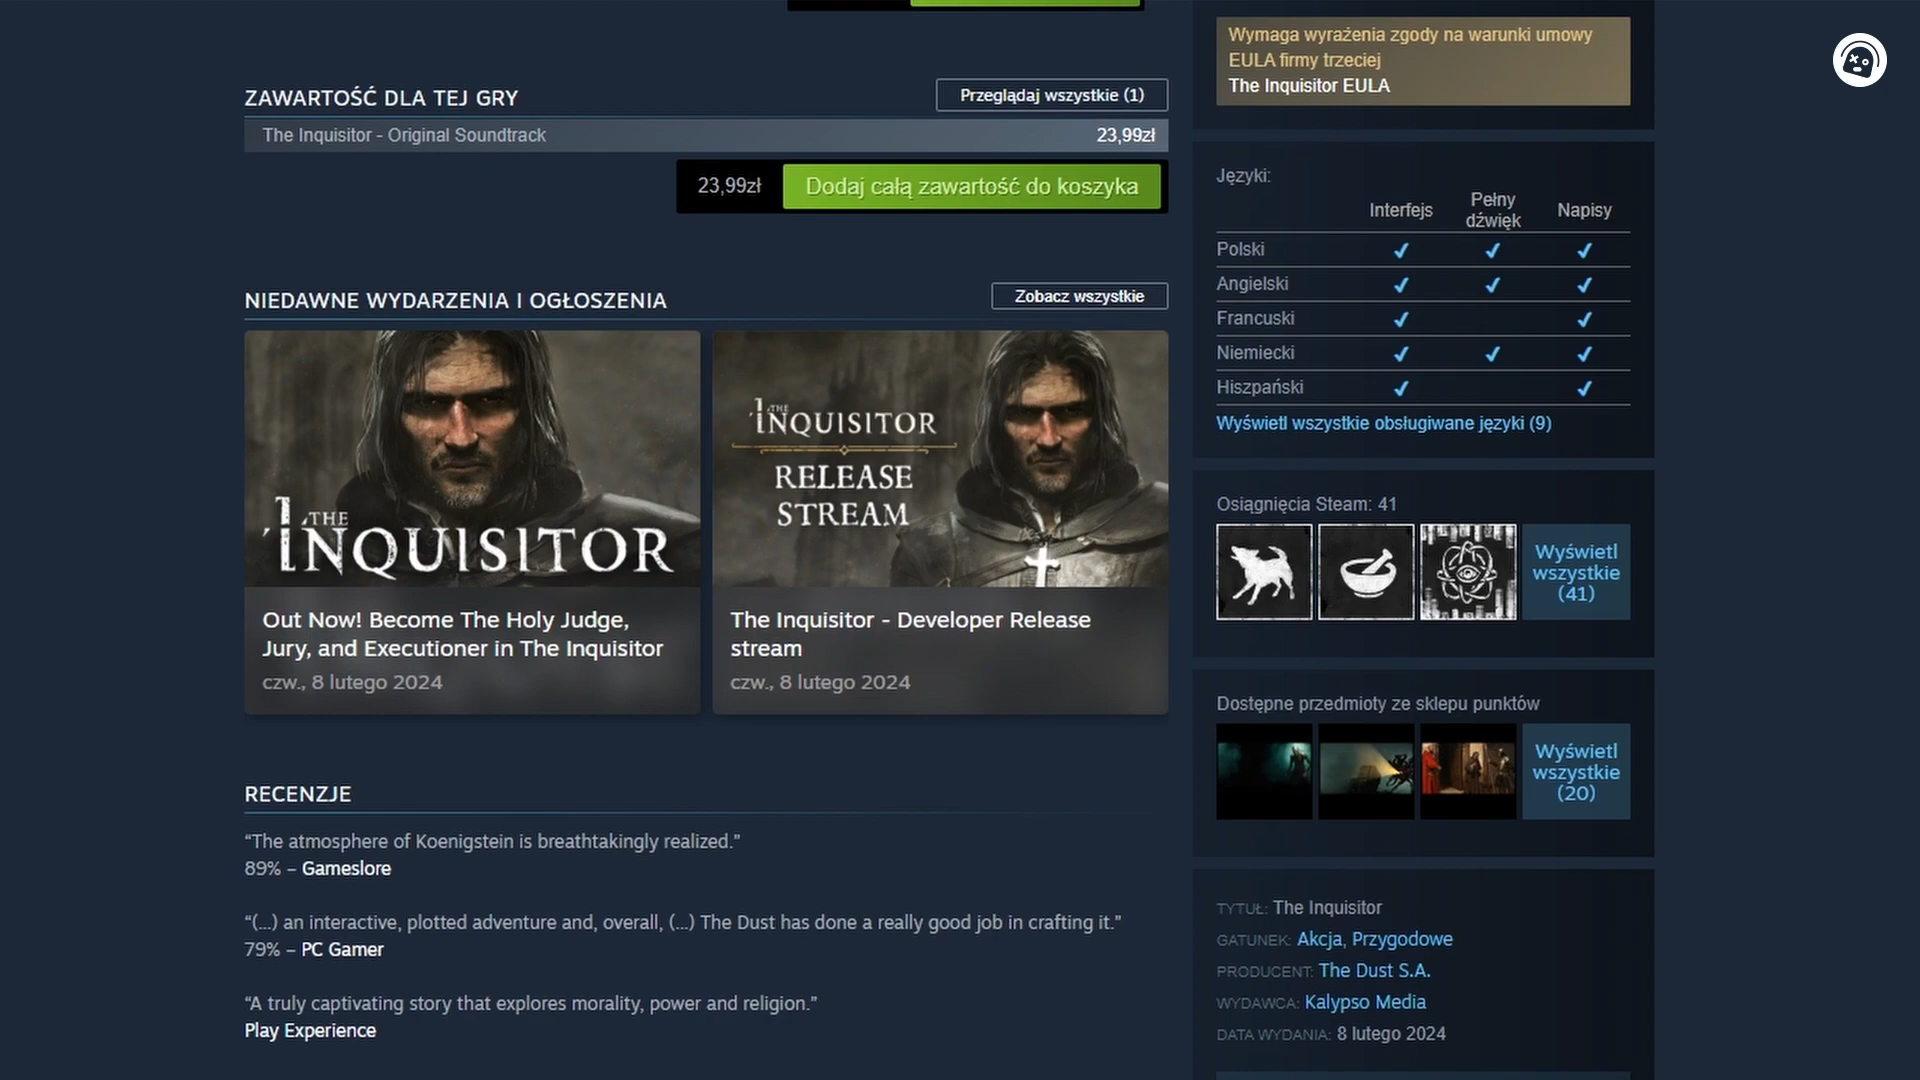 ZAWARTOŚĆ DLA TEJ GRY
Przeglądaj wszystkie (1)
The Inquisitor - Original Soundtrack
23,99zł
23,99zł
Dodaj całą zawartość do koszyka
NIEDAWNE WYDARZENIA I OGŁOSZENIA
Zobacz wszystkie
THE
INQUISITOR
Out Now! Become The Holy Judge,
Jury, and Executioner in The Inquisitor
czw., 8 lutego 2024
THE
INQUISITOR
RELEASE
STREAM
The Inquisitor - Developer Release
stream
czw., 8 lutego 2024
RECENZJE
“The atmosphere of Koenigstein is breathtakingly realized.”
89% – Gameslore
“(...) an interactive, plotted adventure and, overall, (...) The Dust has done a really good job in crafting it.”
79% – PC Gamer
“A truly captivating story that explores morality, power and religion.”
Play Experience
Wymaga wyrażenia zgody na warunki umowy
EULA firmy trzeciej
The Inquisitor EULA
Języki:
Interfejs
Pełny
dźwięk
Napisy
Polski
Angielski
Francuski
Niemiecki
Hiszpański
Wyświetl wszystkie obsługiwane języki (9)
Osiągnięcia Steam: 41
Wyświetl
wszystkie
(41)
Dostępne przedmioty ze sklepu punktów
Wyświetl
wszystkie
(20)
TYTUŁ: The Inquisitor
GATUNEK: Akcja, Przygodowe
PRODUCENT: The Dust S.A.
WYDAWCA: Kalypso Media
DATA WYDANIA: 8 lutego 2024